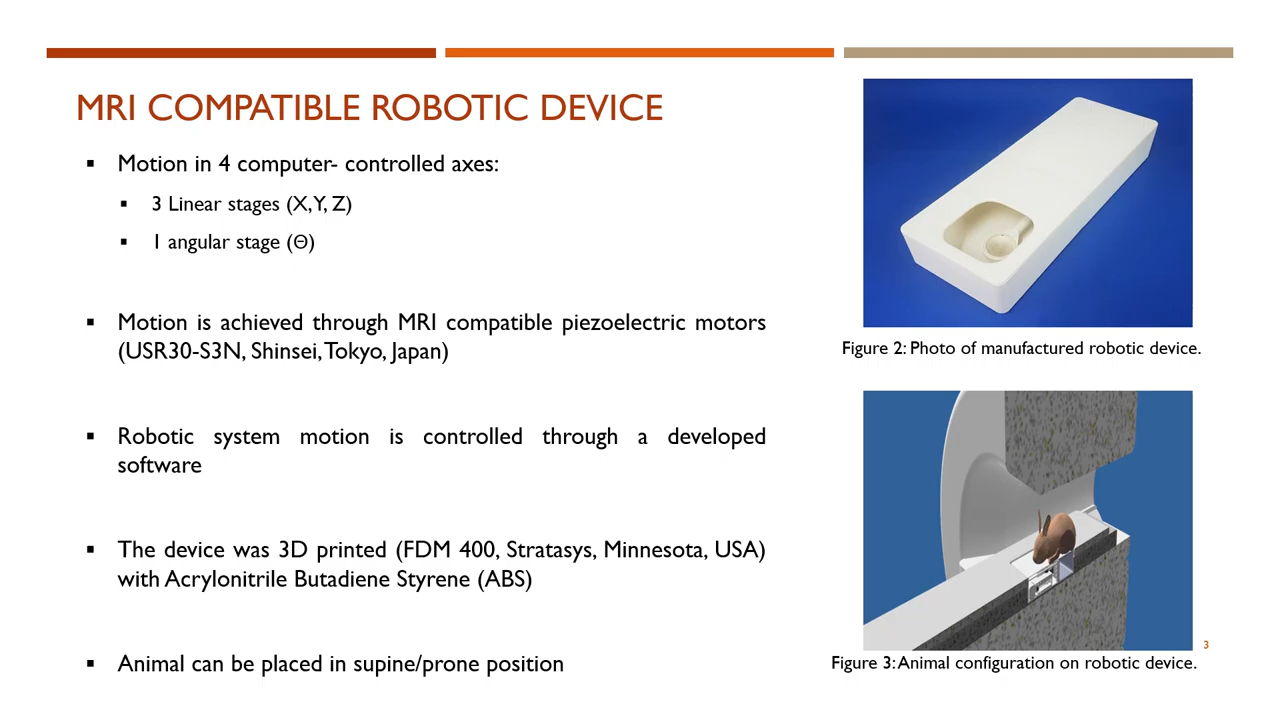 MRI COMPATIBLE ROBOTIC DEVICE
▪ Motion in 4 computer- controlled axes:
▪ 3 Linear stages (X,Y, Z)
▪ 1 angular stage (Θ)
▪ Motion is achieved through MRI compatible piezoelectric motors
(USR30-S3N, Shinsei, Tokyo, Japan)
▪ Robotic system motion is controlled through a developed
software
▪ The device was 3D printed (FDM 400, Stratasys, Minnesota, USA)
with Acrylonitrile Butadiene Styrene (ABS)
▪ Animal can be placed in supine/prone position
Figure 2: Photo of manufactured robotic device.
3
Figure 3: Animal configuration on robotic device.